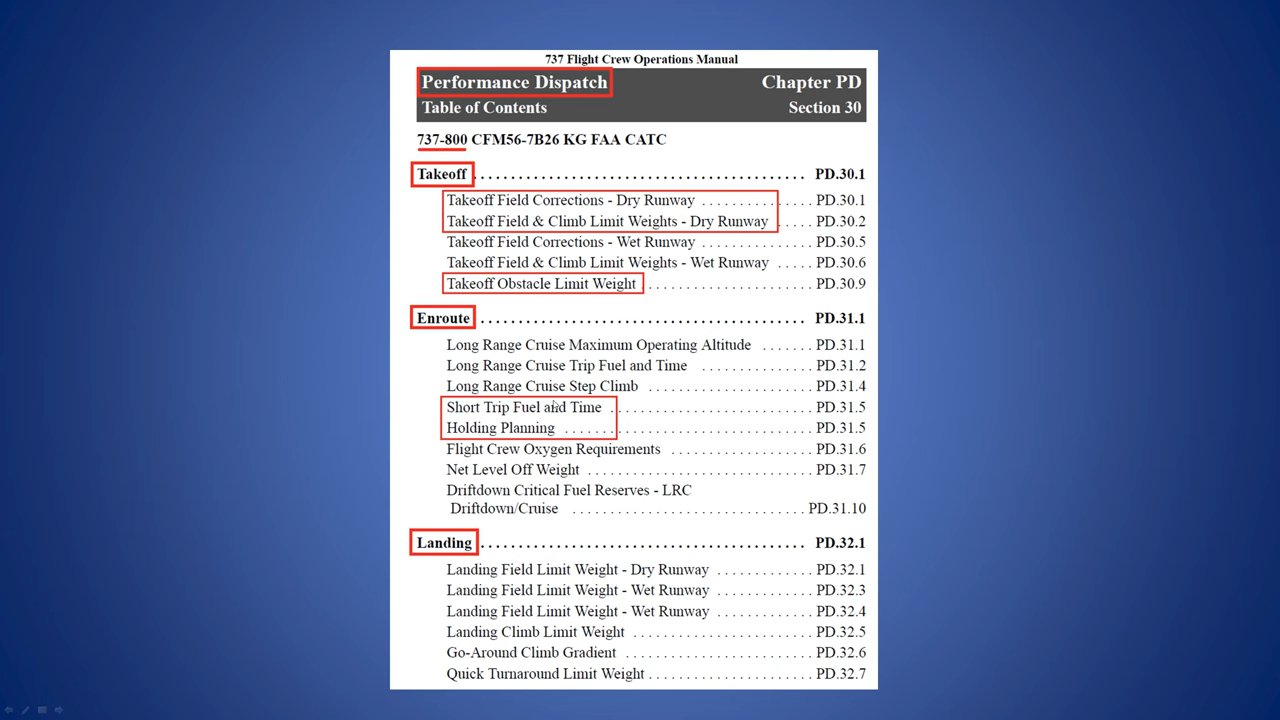 737 Flight Crew Operations Manual
Performance Dispatch Chapter PD
Table of Contents Section 30
737-800 CFM56-7B26 KG FAA CATC
Takeoff . . . . . . . . . . . . . . . . . . . . . . . . . . . . . . . . . . . . . . . . . . . PD.30.1
Takeoff Field Corrections - Dry Runway . . . . . . . . . . . . . PD.30.1
Takeoff Field & Climb Limit Weights - Dry Runway . . . . . PD.30.2
Takeoff Field Corrections - Wet Runway . . . . . . . . . . . . . PD.30.5
Takeoff Field & Climb Limit Weights - Wet Runway . . . . . PD.30.6
Takeoff Obstacle Limit Weight . . . . . . . . . . . . . . . . . . . . PD.30.9
Enroute . . . . . . . . . . . . . . . . . . . . . . . . . . . . . . . . . . . . . . . . . . . PD.31.1
Long Range Cruise Maximum Operating Altitude . . . . . . PD.31.1
Long Range Cruise Trip Fuel and Time . . . . . . . . . . . . . PD.31.2
Long Range Cruise Step Climb . . . . . . . . . . . . . . . . . . . . PD.31.4
Short Trip Fuel and Time . . . . . . . . . . . . . . . . . . . . . . . . PD.31.5
Holding Planning . . . . . . . . . . . . . . . . . . . . . . . . . . . . . . PD.31.5
Flight Crew Oxygen Requirements . . . . . . . . . . . . . . . . . PD.31.6
Net Level Off Weight . . . . . . . . . . . . . . . . . . . . . . . . . . . PD.31.7
Driftdown Critical Fuel Reserves - LRC
Driftdown/Cruise . . . . . . . . . . . . . . . . . . . . . . . . . . . . . PD.31.10
Landing . . . . . . . . . . . . . . . . . . . . . . . . . . . . . . . . . . . . . . . . . . . PD.32.1
Landing Field Limit Weight - Dry Runway . . . . . . . . . . . . PD.32.1
Landing Field Limit Weight - Wet Runway . . . . . . . . . . . . PD.32.3
Landing Field Limit Weight - Wet Runway . . . . . . . . . . . . PD.32.4
Landing Climb Limit Weight . . . . . . . . . . . . . . . . . . . . . . PD.32.5
Go-Around Climb Gradient . . . . . . . . . . . . . . . . . . . . . . . PD.32.6
Quick Turnaround Limit Weight . . . . . . . . . . . . . . . . . . . . PD.32.7